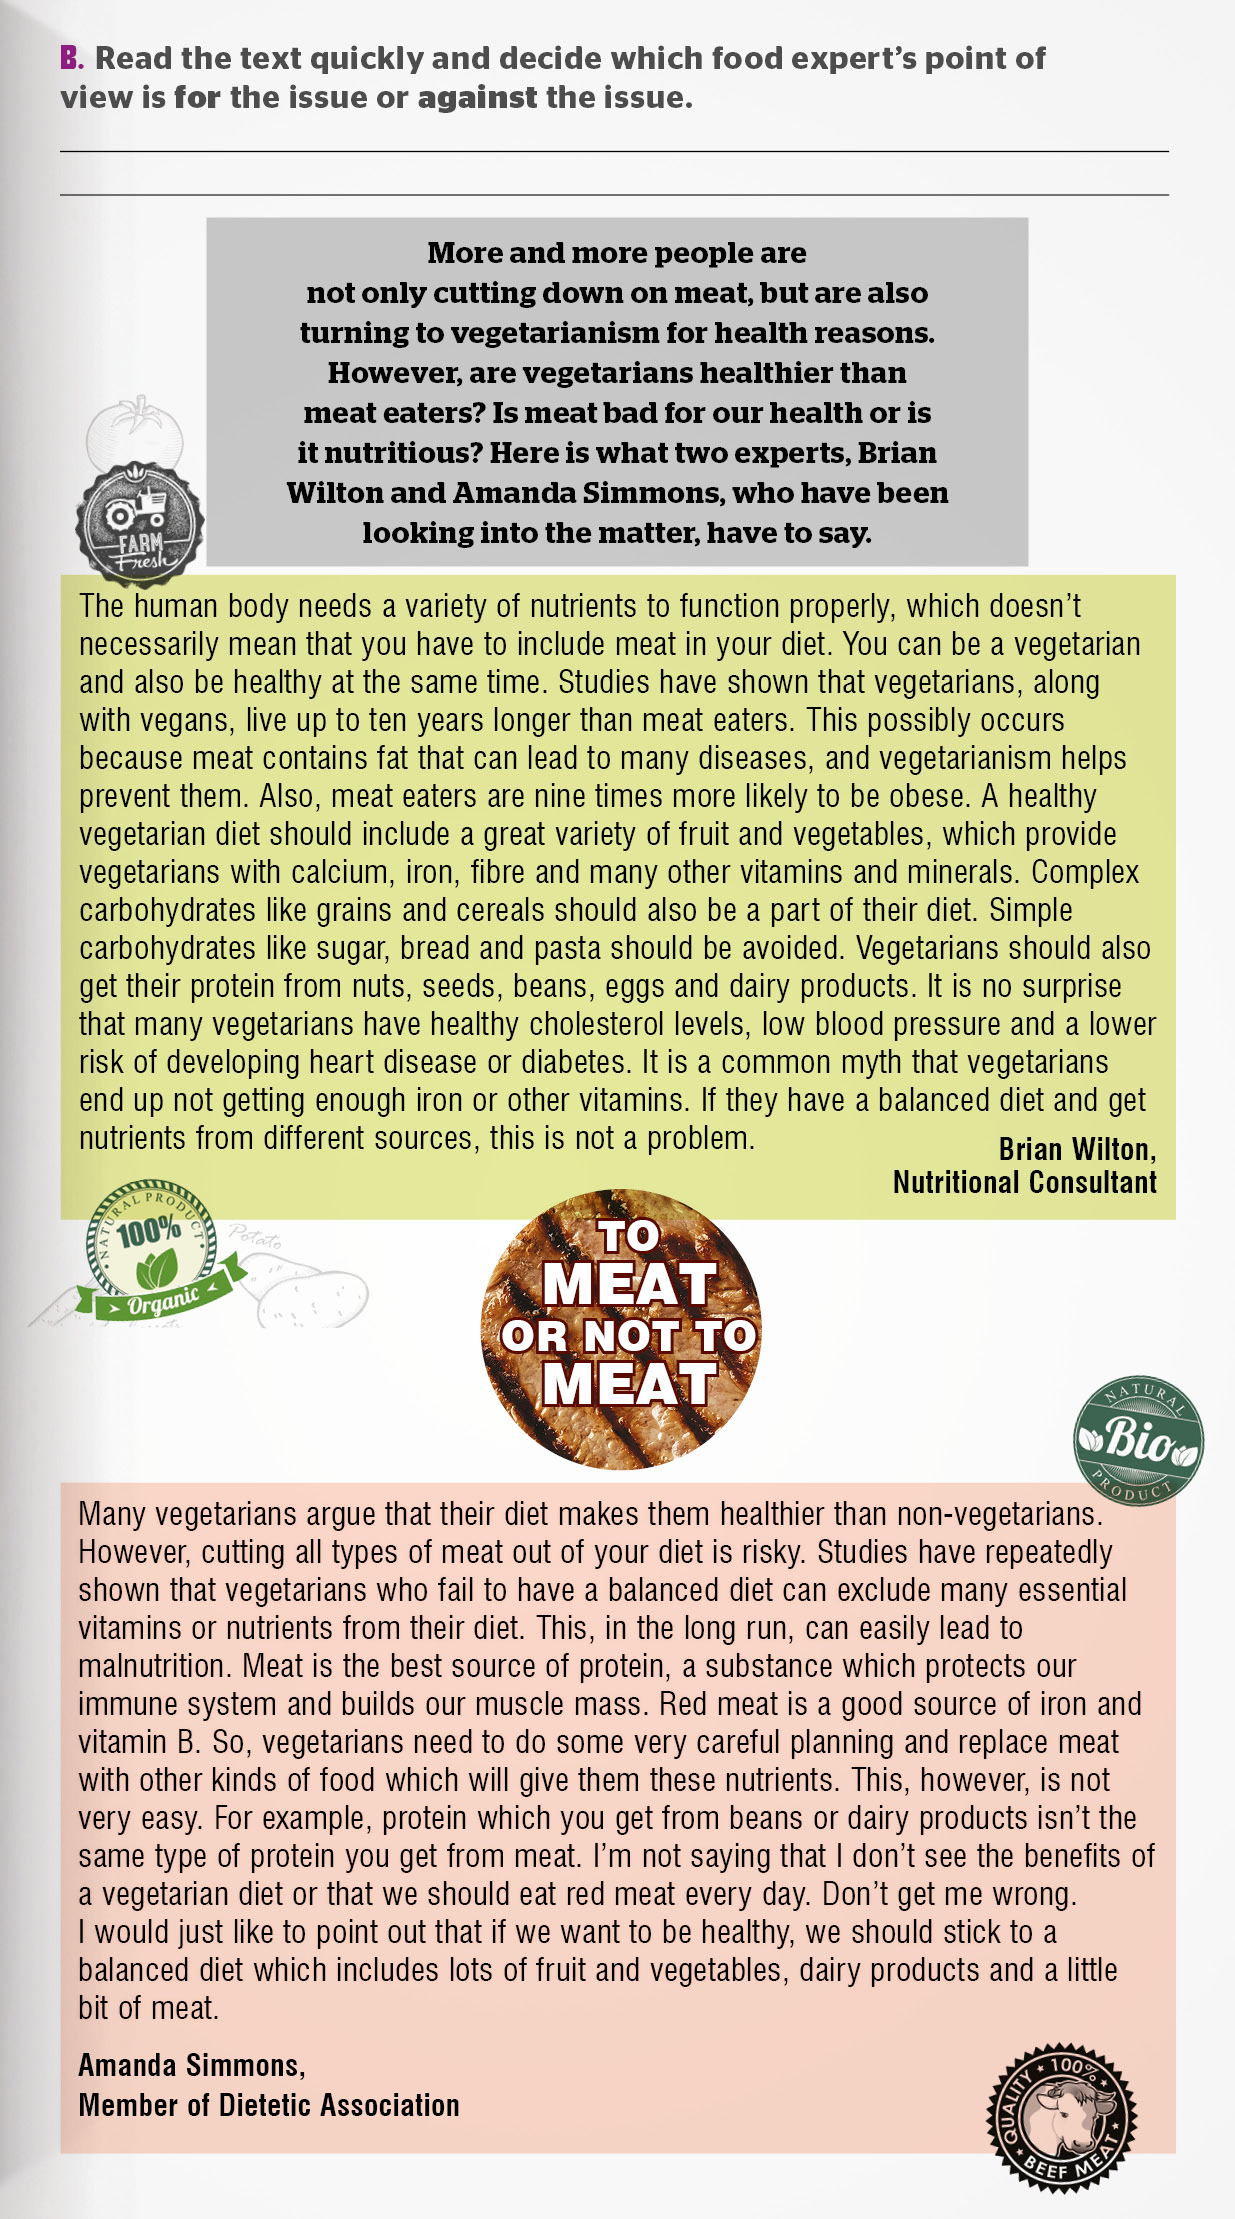 B. Read the text quickly and decide which food expert's point of
view is for the issue or against the issue.
More and more people are
not only cutting down on meat, but are also
turning to vegetarianism for health reasons.
However, are vegetarians healthier than
meat eaters? Is meat bad for our health or is
it nutritious? Here is what two experts, Brian
Wilton and Amanda Simmons, who have been
looking into the matter, have to say.
FARM
Fresh
The human body needs a variety of nutrients to function properly, which doesn't
necessarily mean that you have to include meat in your diet. You can be a vegetarian
and also be healthy at the same time. Studies have shown that vegetarians, along
with vegans, live up to ten years longer than meat eaters. This possibly occurs
because meat contains fat that can lead to many diseases, and vegetarianism helps
prevent them. Also, meat eaters are nine times more likely to be obese. A healthy
vegetarian diet should include a great variety of fruit and vegetables, which provide
vegetarians with calcium, iron, fibre and many other vitamins and minerals. Complex
carbohydrates like grains and cereals should also be a part of their diet. Simple
carbohydrates like sugar, bread and pasta should be avoided. Vegetarians should also
get their protein from nuts, seeds, beans, eggs and dairy products. It is no surprise
that many vegetarians have healthy cholesterol levels, low blood pressure and a lower
risk of developing heart disease or diabetes. It is a common myth that vegetarians
end up not getting enough iron or other vitamins. If they have a balanced diet and get
nutrients from different sources, this is not a problem.
Brian Wilton,
Nutritional Consultant
NATURAL PRODUCT
100%
Organic
Potato
TO
MEAT
OR NOT TO
MEAT
NATURAL
Bio
PRODUCT
Many vegetarians argue that their diet makes them healthier than non-vegetarians.
However, cutting all types of meat out of your diet is risky. Studies have repeatedly
shown that vegetarians who fail to have a balanced diet can exclude many essential
vitamins or nutrients from their diet. This, in the long run, can easily lead to
malnutrition. Meat is the best source of protein, a substance which protects our
immune system and builds our muscle mass. Red meat is a good source of iron and
vitamin B. So, vegetarians need to do some very careful planning and replace meat
with other kinds of food which will give them these nutrients. This, however, is not
very easy. For example, protein which you get from beans or dairy products isn't the
same type of protein you get from meat. I'm not saying that I don't see the benefits of
a vegetarian diet or that we should eat red meat every day. Don't get me wrong.
I would just like to point out that if we want to be healthy, we should stick to a
balanced diet which includes lots of fruit and vegetables, dairy products and a little
bit of meat.
Amanda Simmons,
Member of Dietetic Association
QUALITY 100%
BEEF MEAT